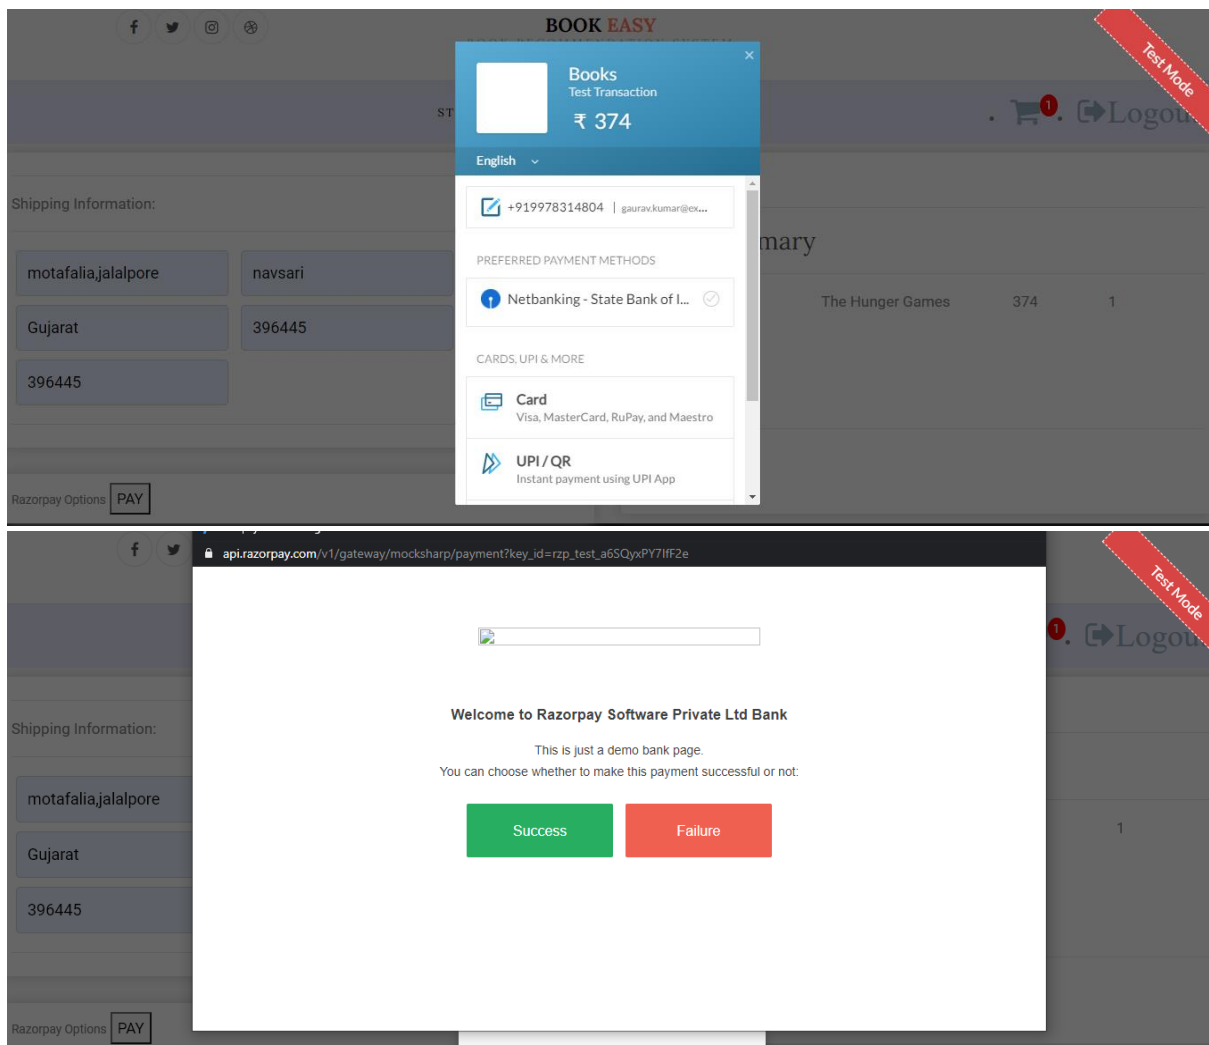 BOOK EASY
Test Mode
Books
Test Transaction
₹ 374
English
1
Logou
ST
Shipping Information:
+919978314804 | gaurav.kumar@ex...
mary
motafalia,jalalpore
navsari
PREFERRED PAYMENT METHODS
Netbanking - State Bank of I...
The Hunger Games 374 1
Gujarat
396445
CARDS, UPI & MORE
396445
Card
Visa, MasterCard, RuPay, and Maestro
UPI / QR
Instant payment using UPI App
Razorpay Options PAY
api.razorpay.com/v1/gateway/mocksharp/payment?key_id=rzp_test_a6SQyxPY7IfF2e
Test Mode
1
Logou
Welcome to Razorpay Software Private Ltd Bank
Shipping Information:
This is just a demo bank page.
You can choose whether to make this payment successful or not:
motafalia,jalalpore
Success
Failure
1
Gujarat
396445
Razorpay Options PAY